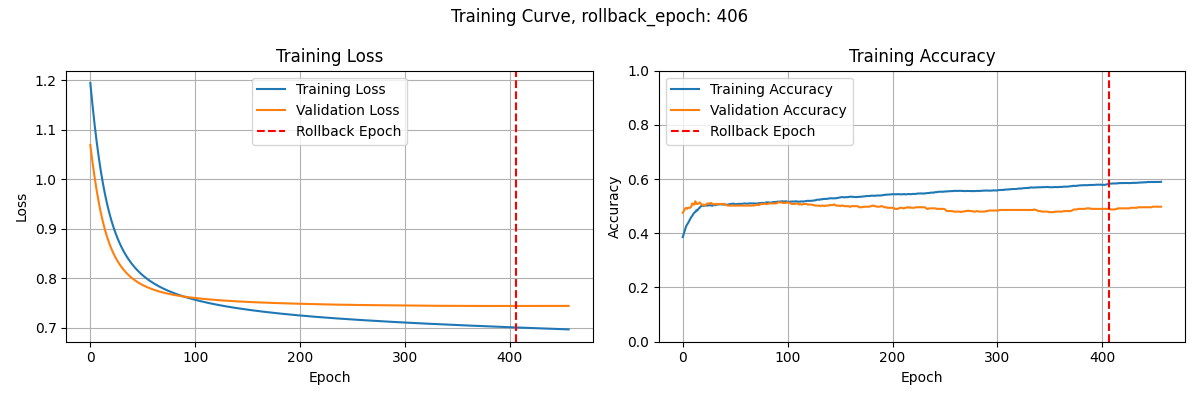 Training Curve, rollback_epoch: 406
Training Loss
Training Loss
Validation Loss
Rollback Epoch
1.2
1.1
1.0
0.9
0.8
0.7
Loss
0
100
200
300
400
Epoch
Training Accuracy
Training Accuracy
Validation Accuracy
Rollback Epoch
1.0
0.8
0.6
0.4
0.2
0.0
Accuracy
0
100
200
300
400
Epoch